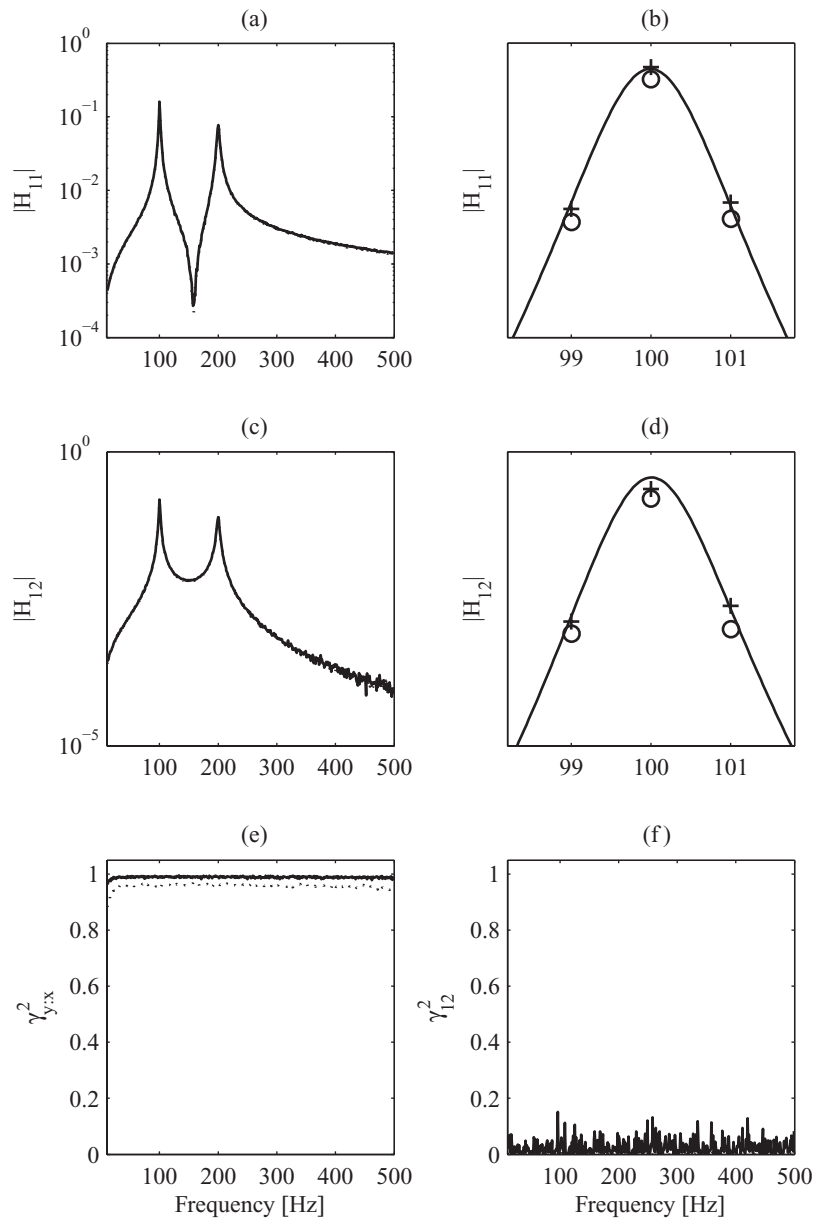 (a)
(b)
10^0
10^-1
10^-2
10^-3
10^-4
|H_11|
100 200 300 400 500
|H_11|
99 100 101
(c)
(d)
10^0
10^-5
|H_12|
100 200 300 400 500
|H_12|
99 100 101
(e)
(f)
1
0.8
0.6
0.4
0.2
0
γ^2_y:x
100 200 300 400 500
Frequency [Hz]
1
0.8
0.6
0.4
0.2
0
γ^2_12
100 200 300 400 500
Frequency [Hz]